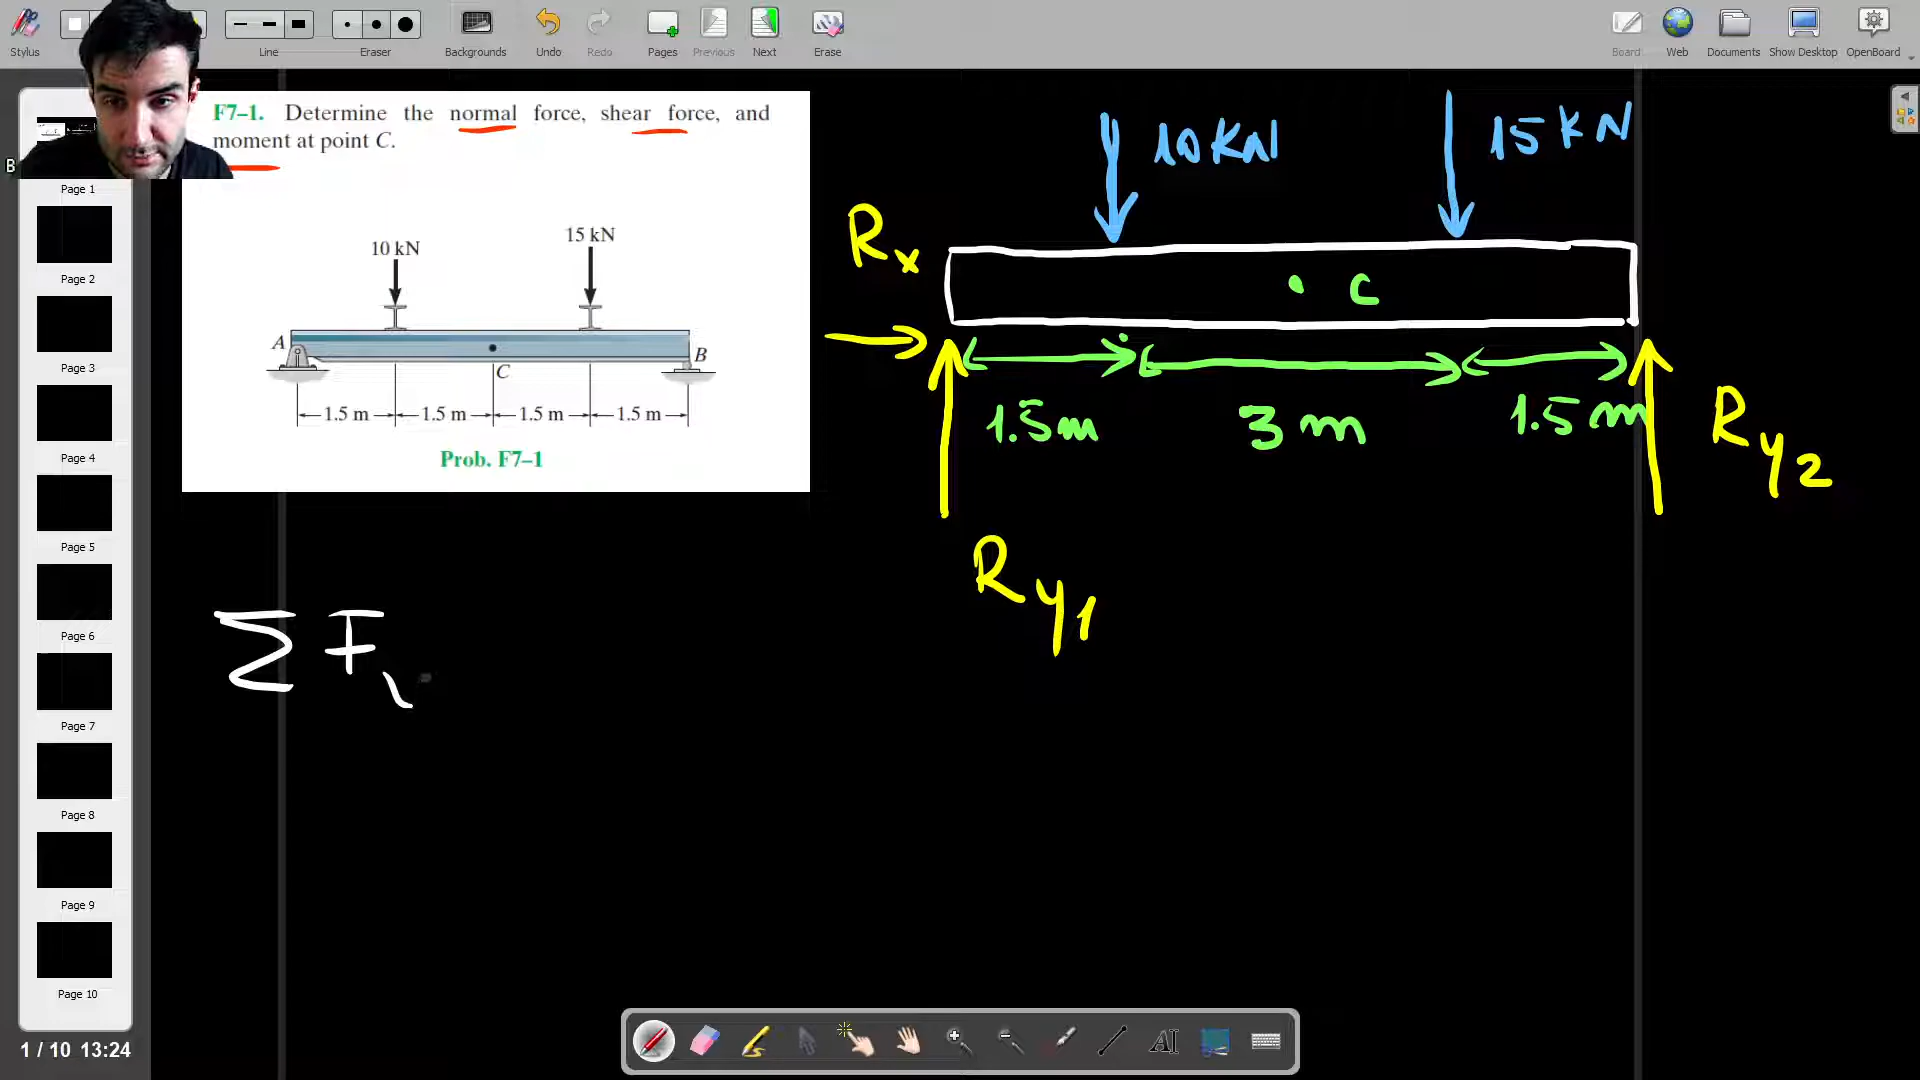 Stylus
Line
Eraser
Backgrounds
Undo
Redo
Pages
Previous
Next
Erase
Board
Web
Documents
Show Desktop
OpenBoard
B
Page 1
Page 2
Page 3
Page 4
Page 5
Page 6
Page 7
Page 8
Page 9
Page 10
1 / 10 13:24
F7–1. Determine the normal force, shear force, and
moment at point C.
10 kN
15 kN
A
B
C
1.5 m
1.5 m
1.5 m
1.5 m
Prob. F7–1
10 KN
15 KN
Rx
C
1.5m
3 m
1.5 m
Ry1
Ry2
Σ F
AI